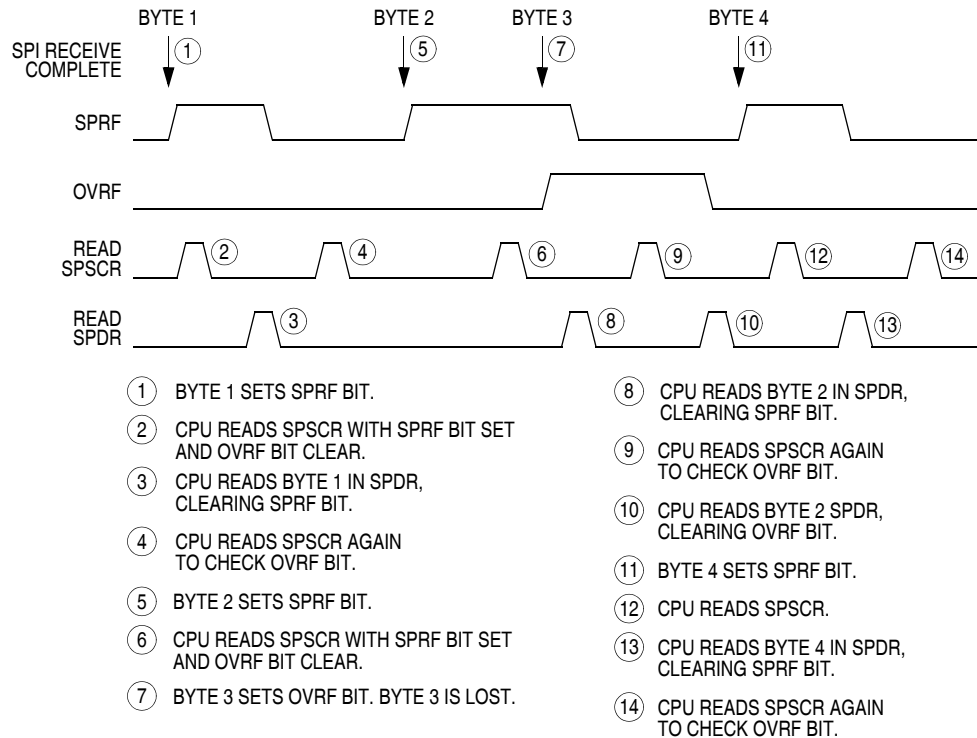 BYTE 1 BYTE 2 BYTE 3 BYTE 4
SPI RECEIVE
COMPLETE
1 5 7 11
SPRF
OVRF
READ
SPSCR
2 4 6 9 12 14
READ
SPDR
3 8 10 13
1 BYTE 1 SETS SPRF BIT.
2 CPU READS SPSCR WITH SPRF BIT SET
AND OVRF BIT CLEAR.
3 CPU READS BYTE 1 IN SPDR,
CLEARING SPRF BIT.
4 CPU READS SPSCR AGAIN
TO CHECK OVRF BIT.
5 BYTE 2 SETS SPRF BIT.
6 CPU READS SPSCR WITH SPRF BIT SET
AND OVRF BIT CLEAR.
7 BYTE 3 SETS OVRF BIT. BYTE 3 IS LOST.
8 CPU READS BYTE 2 IN SPDR,
CLEARING SPRF BIT.
9 CPU READS SPSCR AGAIN
TO CHECK OVRF BIT.
10 CPU READS BYTE 2 SPDR,
CLEARING OVRF BIT.
11 BYTE 4 SETS SPRF BIT.
12 CPU READS SPSCR.
13 CPU READS BYTE 4 IN SPDR,
CLEARING SPRF BIT.
14 CPU READS SPSCR AGAIN
TO CHECK OVRF BIT.